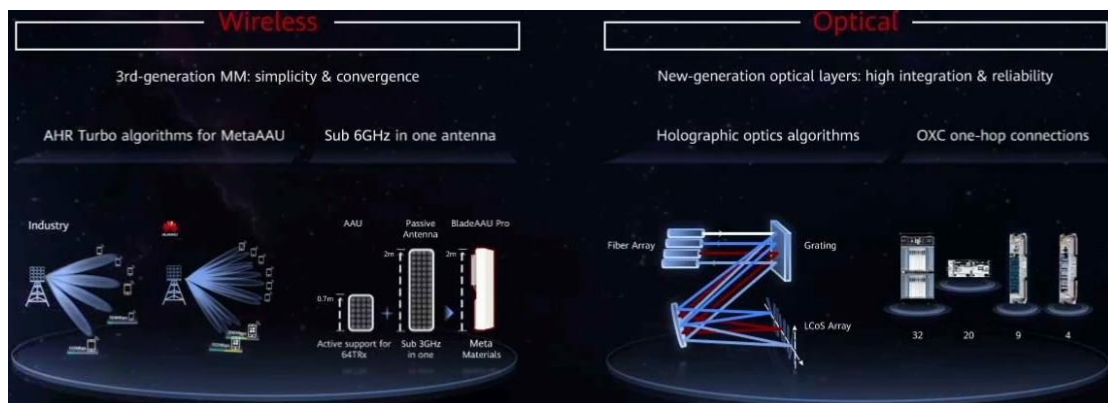 Wireless
3rd-generation MM: simplicity & convergence
AHR Turbo algorithms for MetaAAU
Sub 6GHz in one antenna
Industry
AAU
Passive
Antenna
BladeAAU Pro
2m
2m
0.7m
Active support for
64TRx
Sub 3GHz
in one
Meta
Materials
Optical
New-generation optical layers: high integration & reliability
Holographic optics algorithms
OXC one-hop connections
Fiber Array
Grating
LCoS Array
32
20
9
4